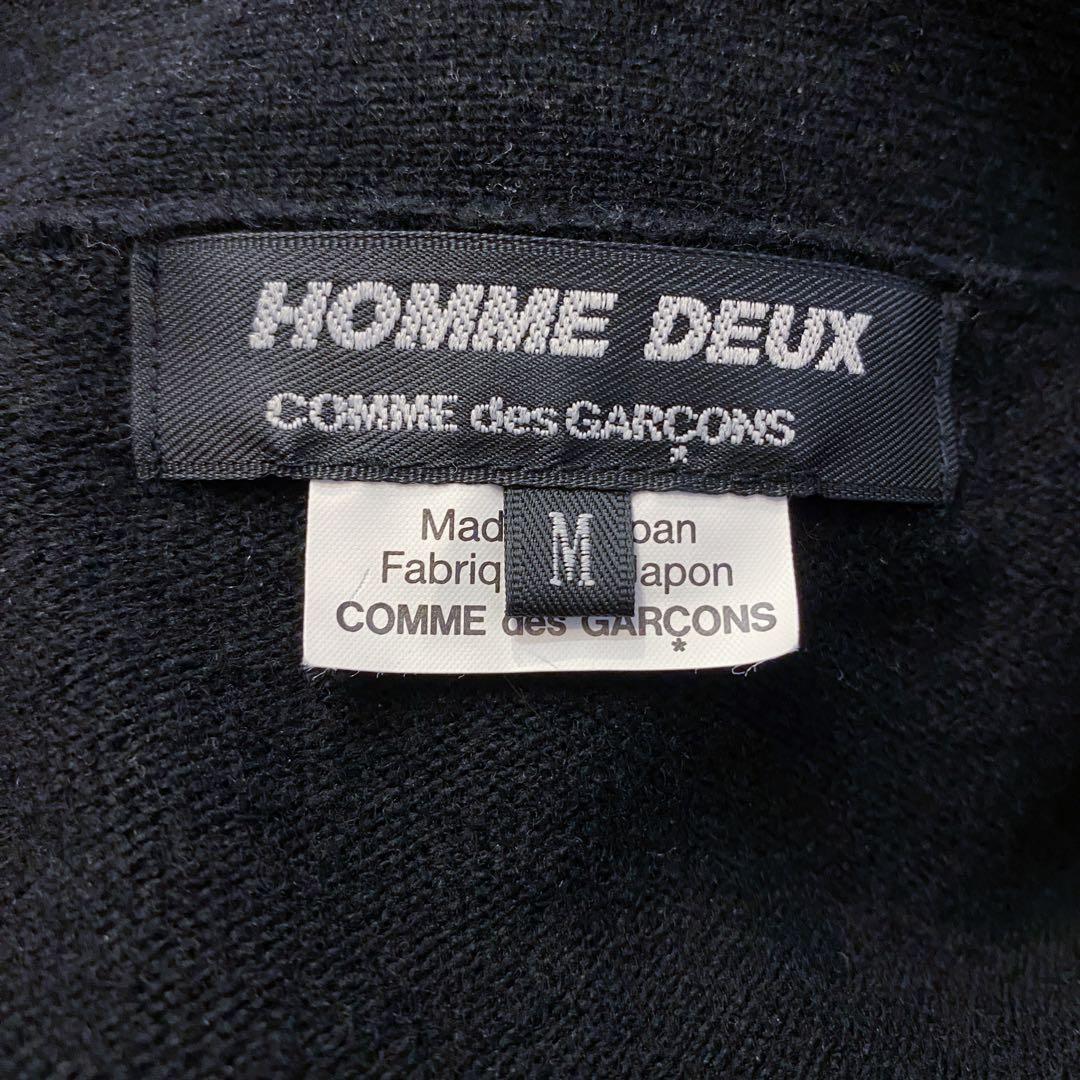 HOMME DEUX
COMME des GARÇONS
*
Mad pan
M
Fabriq apon
COMME des GARÇONS
*